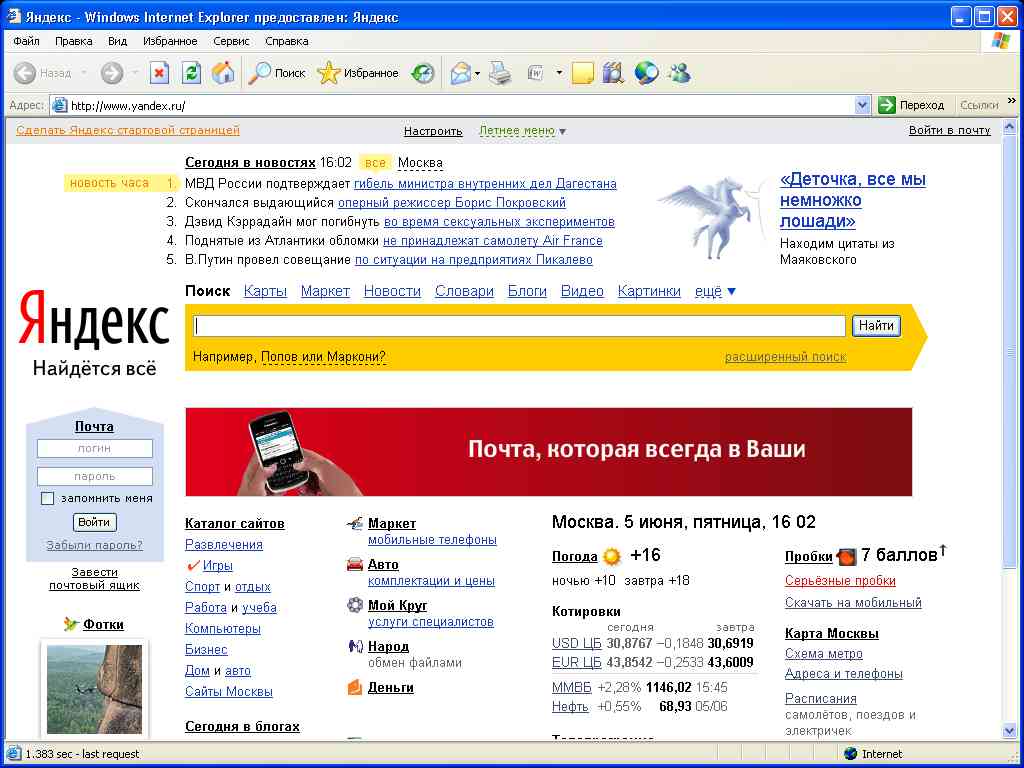 Яндекс - Windows Internet Explorer предоставлен: Яндекс
Файл Правка Вид Избранное Сервис Справка
Назад Поиск Избранное
Адрес: http://www.yandex.ru/ Переход Ссылки »
Сделать Яндекс стартовой страницей Настроить Летнее меню ▼ Войти в почту
Сегодня в новостях 16:02 все Москва
новость часа 1. МВД России подтверждает гибель министра внутренних дел Дагестана
2. Скончался выдающийся оперный режиссер Борис Покровский
3. Дэвид Кэррадайн мог погибнуть во время сексуальных экспериментов
4. Поднятые из Атлантики обломки не принадлежат самолету Air France
5. В.Путин провел совещание по ситуации на предприятиях Пикалево
«Деточка, все мы
немножко
лошади»
Находим цитаты из
Маяковского
Яндекс
Найдётся всё
Поиск Карты Маркет Новости Словари Блоги Видео Картинки ещё ▼
Найти
Например, Попов или Маркони? расширенный поиск
Почта
логин
пароль
запомнить меня
Войти
Забыли пароль?
Завести
почтовый ящик
Фотки
Почта, которая всегда в Ваши
Каталог сайтов
Развлечения
Игры
Спорт и отдых
Работа и учеба
Компьютеры
Бизнес
Дом и авто
Сайты Москвы
Сегодня в блогах
Маркет
мобильные телефоны
Авто
комплектации и цены
Мой Круг
услуги специалистов
Народ
обмен файлами
Деньги
Москва. 5 июня, пятница, 16 02
Погода +16
ночью +10 завтра +18
Котировки
сегодня завтра
USD ЦБ 30,8767 −0,1848 30,6919
EUR ЦБ 43,8542 −0,2533 43,6009
ММВБ +2,28% 1146,02 15:45
Нефть +0,55% 68,93 05/06
Пробки 7 баллов↑
Серьёзные пробки
Скачать на мобильный
Карта Москвы
Схема метро
Адреса и телефоны
Расписания
самолётов, поездов и
электричек
1.383 sec - last request Internet